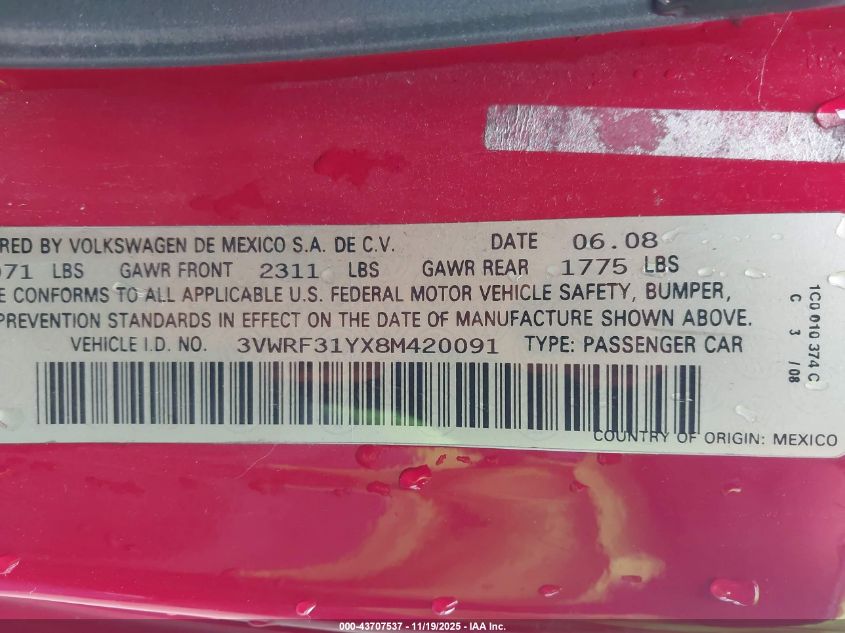 RED BY VOLKSWAGEN DE MEXICO S.A. DE C.V. DATE 06.08
071 LBS GAWR FRONT 2311 LBS GAWR REAR 1775 LBS
E CONFORMS TO ALL APPLICABLE U.S. FEDERAL MOTOR VEHICLE SAFETY, BUMPER,
PREVENTION STANDARDS IN EFFECT ON THE DATE OF MANUFACTURE SHOWN ABOVE.
VEHICLE I.D. NO. 3VWRF31YX8M420091 TYPE: PASSENGER CAR
COUNTRY OF ORIGIN: MEXICO
1C0 010 374 C
C 3 /08
000-43707537 - 11/19/2025 - IAA Inc.